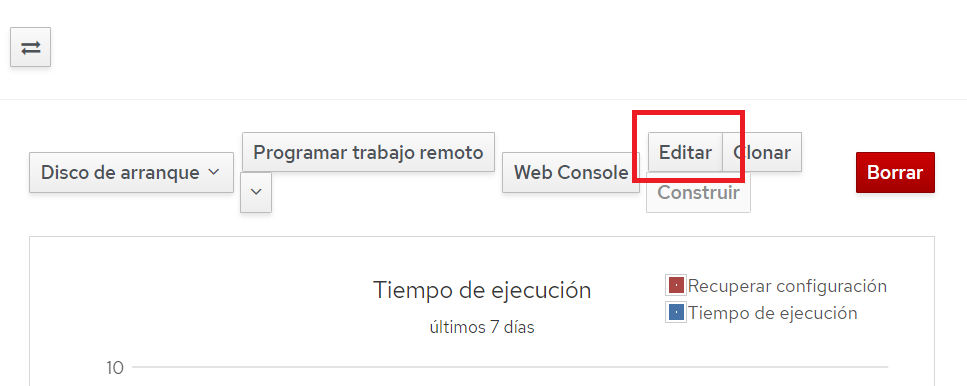 Disco de arranque
Programar trabajo remoto
Web Console
Editar
Clonar
Construir
Borrar
Tiempo de ejecución
últimos 7 días
Recuperar configuración
Tiempo de ejecución
10